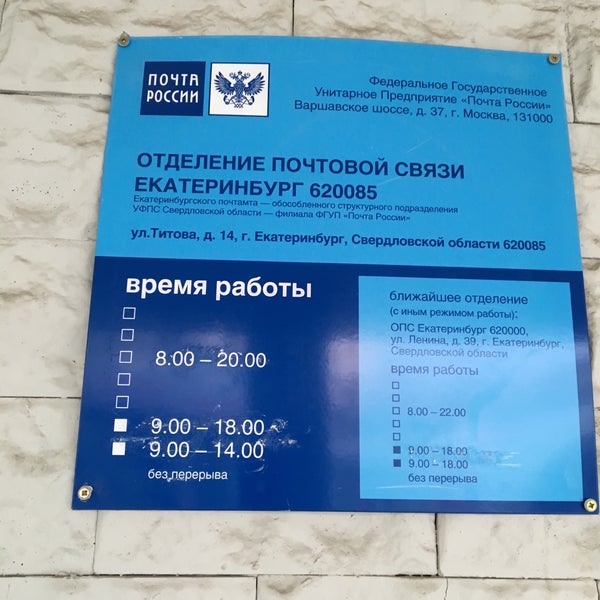 ПОЧТА
РОССИИ
Федеральное Государственное
Унитарное Предприятие «Почта России»
Варшавское шоссе, д. 37, г. Москва, 131000
ОТДЕЛЕНИЕ ПОЧТОВОЙ СВЯЗИ
ЕКАТЕРИНБУРГ 620085
Екатеринбургского почтамта — обособленного структурного подразделения
УФПС Свердловской области — филиала ФГУП «Почта России»
ул.Титова, д. 14, г. Екатеринбург, Свердловской области 620085
время работы
8.00 – 20.00
9.00 – 18.00
9.00 – 14.00
без перерыва
ближайшее отделение
(с иным режимом работы):
ОПС Екатеринбург 620000,
ул. Ленина, д. 39, г. Екатеринбург,
Свердловской области
время работы
8.00 – 22.00
9.00 – 18.00
9.00 – 18.00
без перерыва